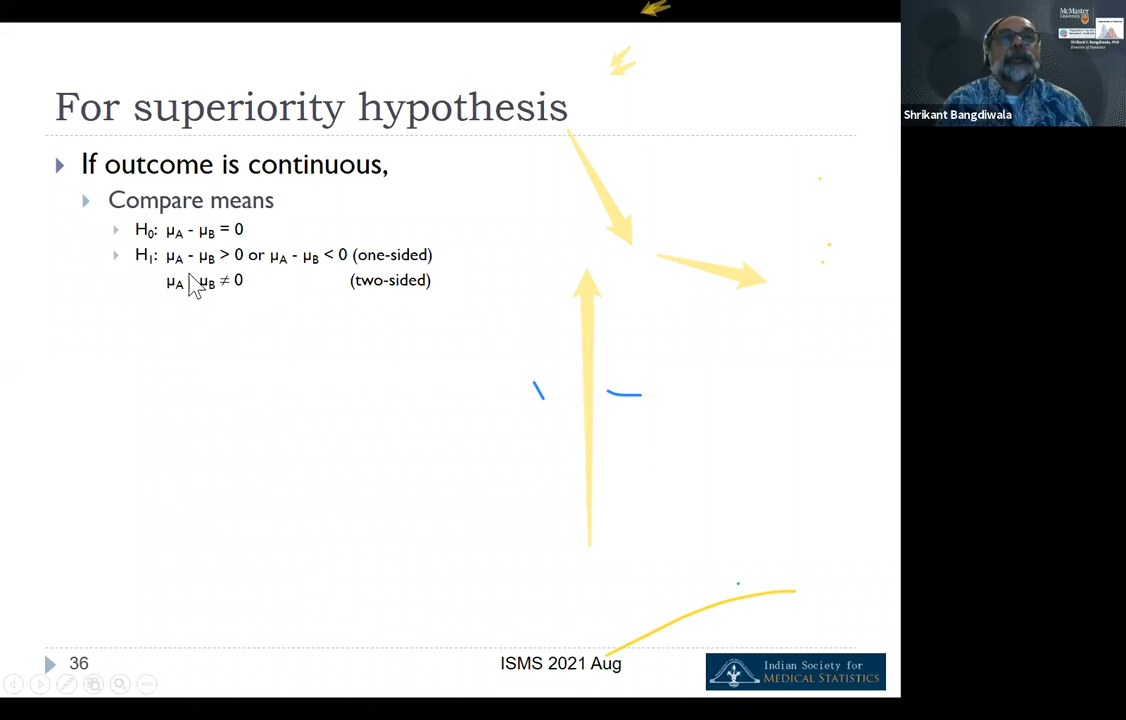 For superiority hypothesis
If outcome is continuous,
Compare means
H₀: μA - μB = 0
H₁: μA - μB > 0 or μA - μB < 0 (one-sided)
μA μB ≠ 0 (two-sided)
36
ISMS 2021 Aug
Indian Society for
MEDICAL STATISTICS
McMaster
University
Shrikant Bangdiwala